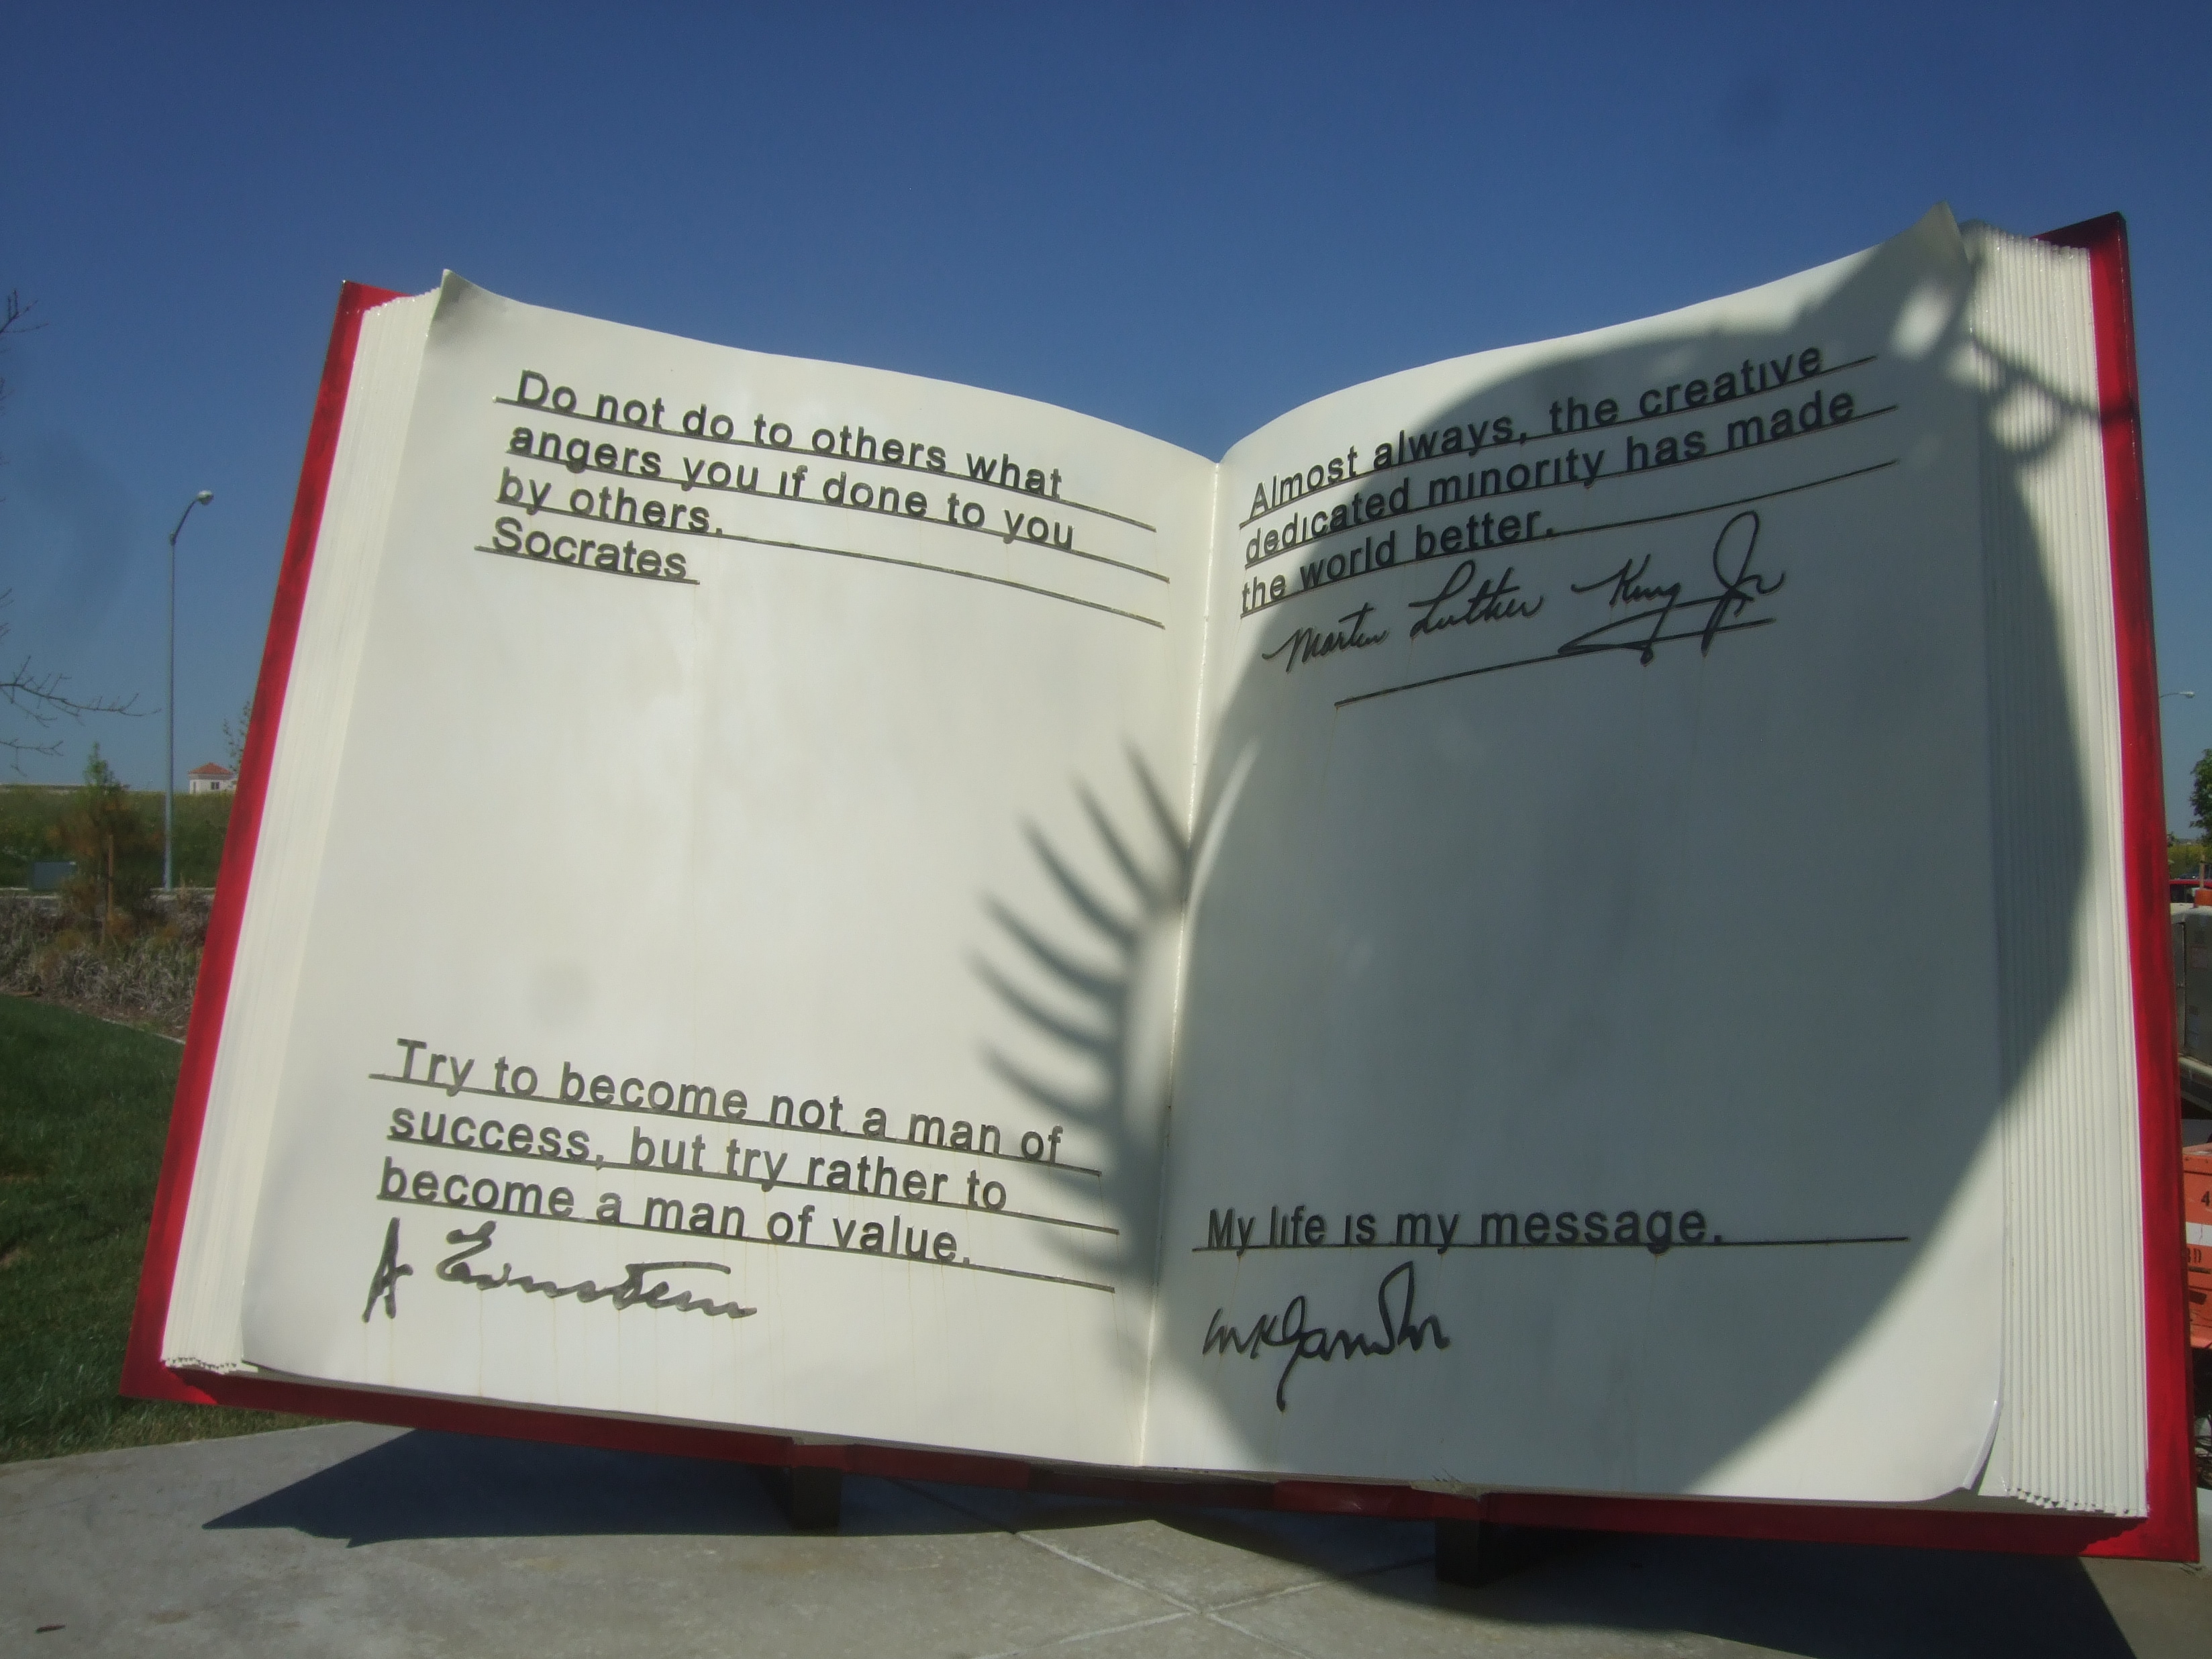 Do not do to others what
angers you if done to you
by others.
Socrates
Try to become not a man of
success, but try rather to
become a man of value.
A Einstein
Almost always, the creative
dedicated minority has made
the world better.
Martin Luther King Jr
My life is my message.
MKGandhi